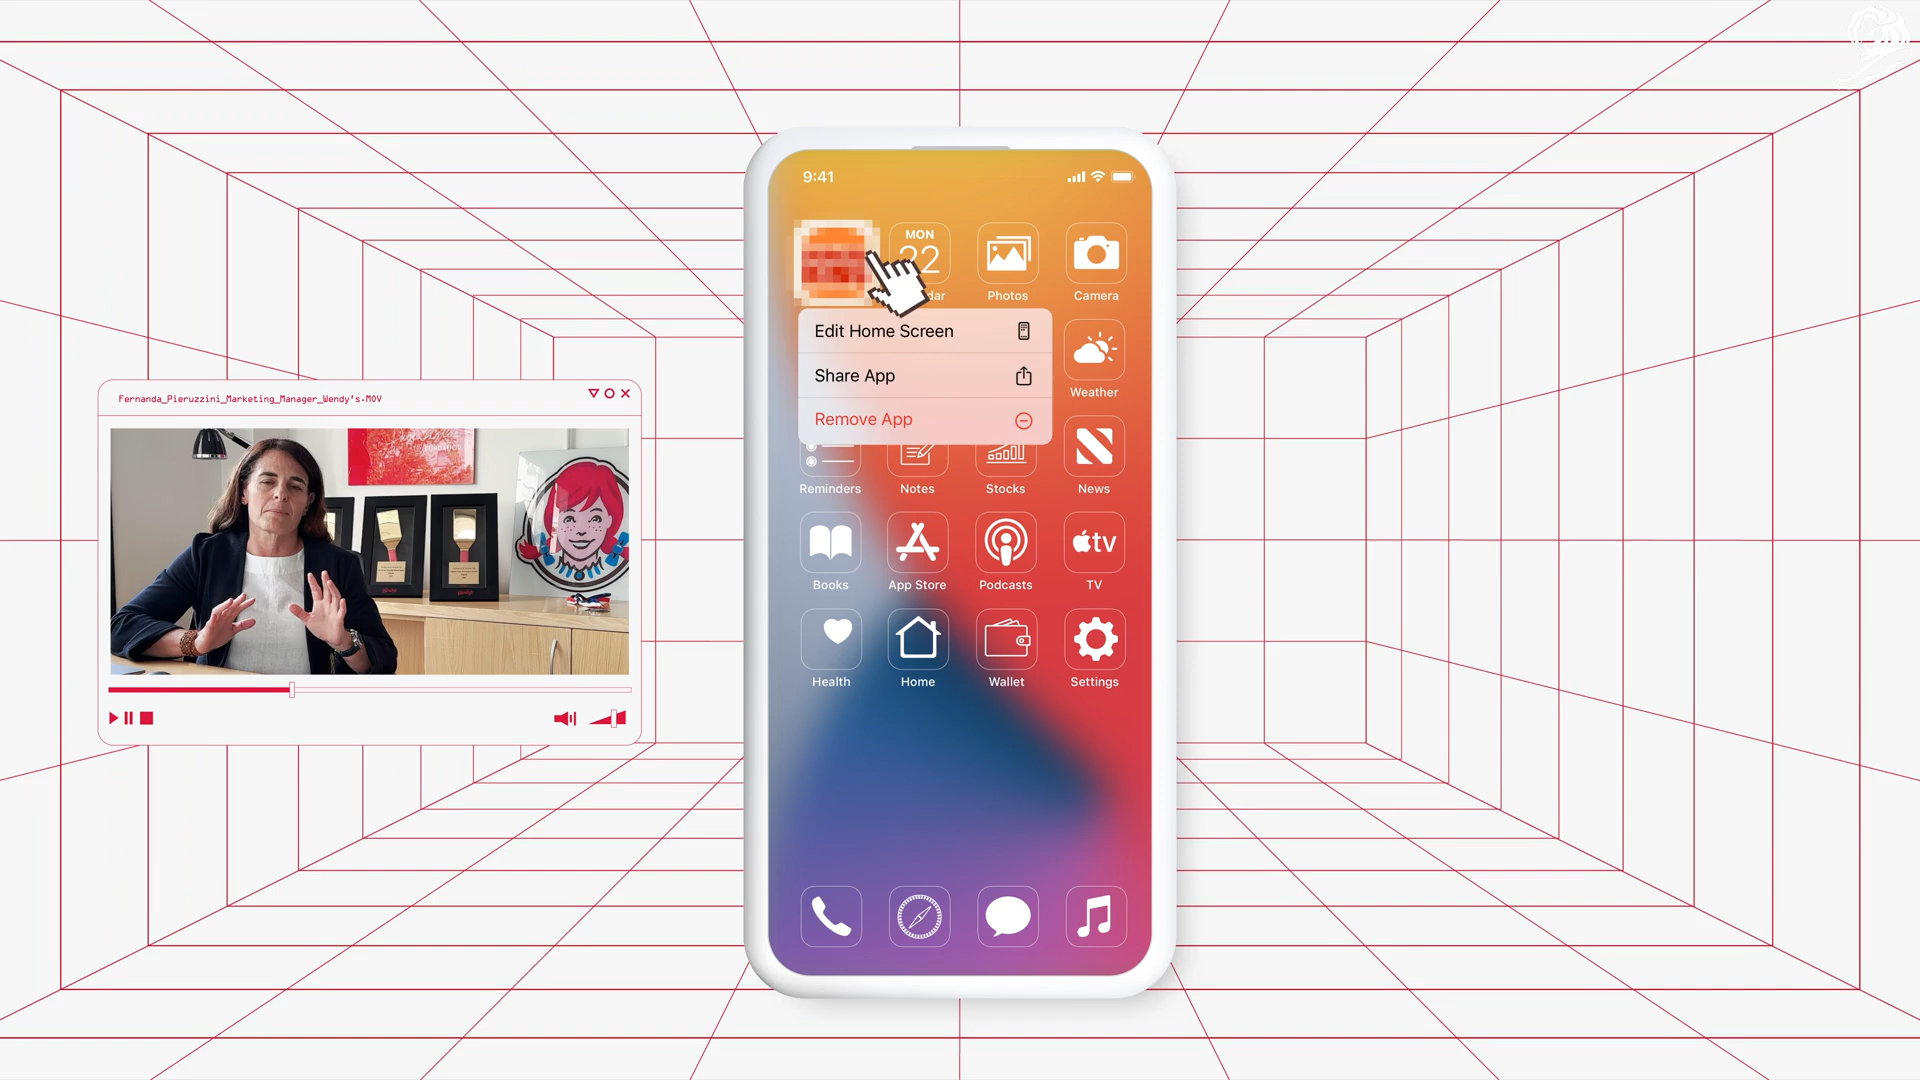 9:41
MON
22
dar
Photos
Camera
Edit Home Screen
Share App
Remove App
Weather
Fernanda_Pieruzzini_Marketing_Manager_Wendy's.MOV
Reminders
Notes
Stocks
News
Books
App Store
Podcasts
tv
TV
Health
Home
Wallet
Settings